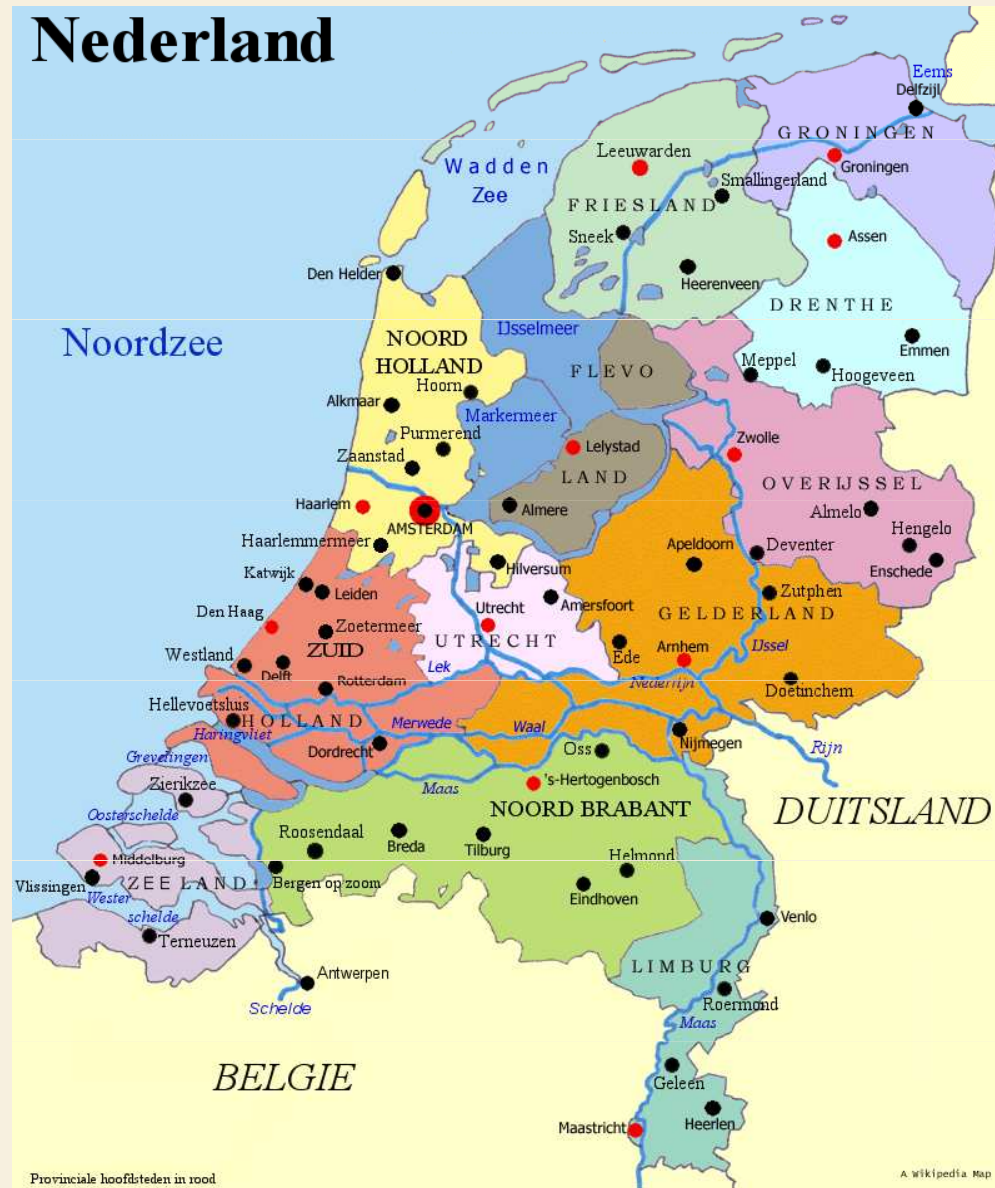 Nederland
Eems
Delfzijl
GRONINGEN
Leeuwarden
Groningen
Wadden
Zee
Smallingerland
FRIESLAND
Sneek
Assen
Den Helder
Heerenveen
DRENTHE
Noordzee
IJsselmeer
NOORD
HOLLAND
Emmen
Meppel
Hoogeveen
FLEVO
Hoorn
Alkmaar
Markermeer
Purmerend
Zwolle
Zaanstad
Lelystad
LAND
OVERIJSSEL
Haarlem
Almere
Almelo
AMSTERDAM
Hengelo
Haarlemmermeer
Apeldoorn
Deventer
Hilversum
Enschede
Katwijk
Leiden
Zutphen
Utrecht
Amersfoort
Den Haag
GELDERLAND
Zoetermeer
UTRECHT
ZUID
Arnhem
IJssel
Ede
Westland
Lek
Delft
Rotterdam
Nederrijn
Doetinchem
Hellevoetsluis
HOLLAND
Merwede
Waal
Haringvliet
Nijmegen
Rijn
Dordrecht
Oss
Grevelingen
Zierikzee
Maas
's-Hertogenbosch
NOORD BRABANT
DUITSLAND
Oosterschelde
Roosendaal
Breda
Tilburg
Helmond
Middelburg
Vlissingen
ZEELAND
Bergen op zoom
Eindhoven
Wester
schelde
Venlo
Terneuzen
LIMBURG
Antwerpen
Roermond
Schelde
Maas
BELGIE
Geleen
Heerlen
Maastricht
Provinciale hoofdsteden in rood
A Wikipedia Map